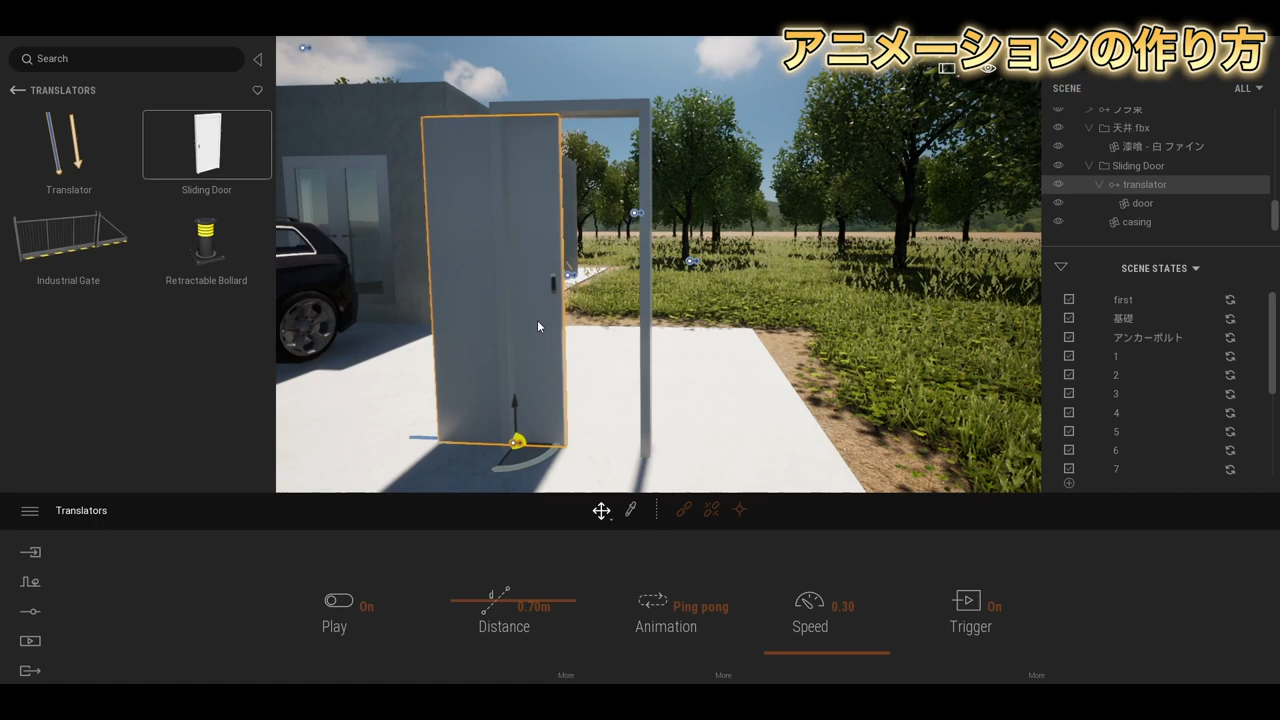 アニメーションの作り方
Search
TRANSLATORS
Translator
Sliding Door
Industrial Gate
Retractable Bollard
SCENE
ALL
天井.fbx
漆喰 - 白 ファイン
Sliding Door
translator
door
casing
SCENE STATES
first
基礎
アンカーボルト
1
2
3
4
5
6
7
Translators
On
Play
d
0.70m
Distance
Ping pong
Animation
0.30
Speed
On
Trigger
More
More
More